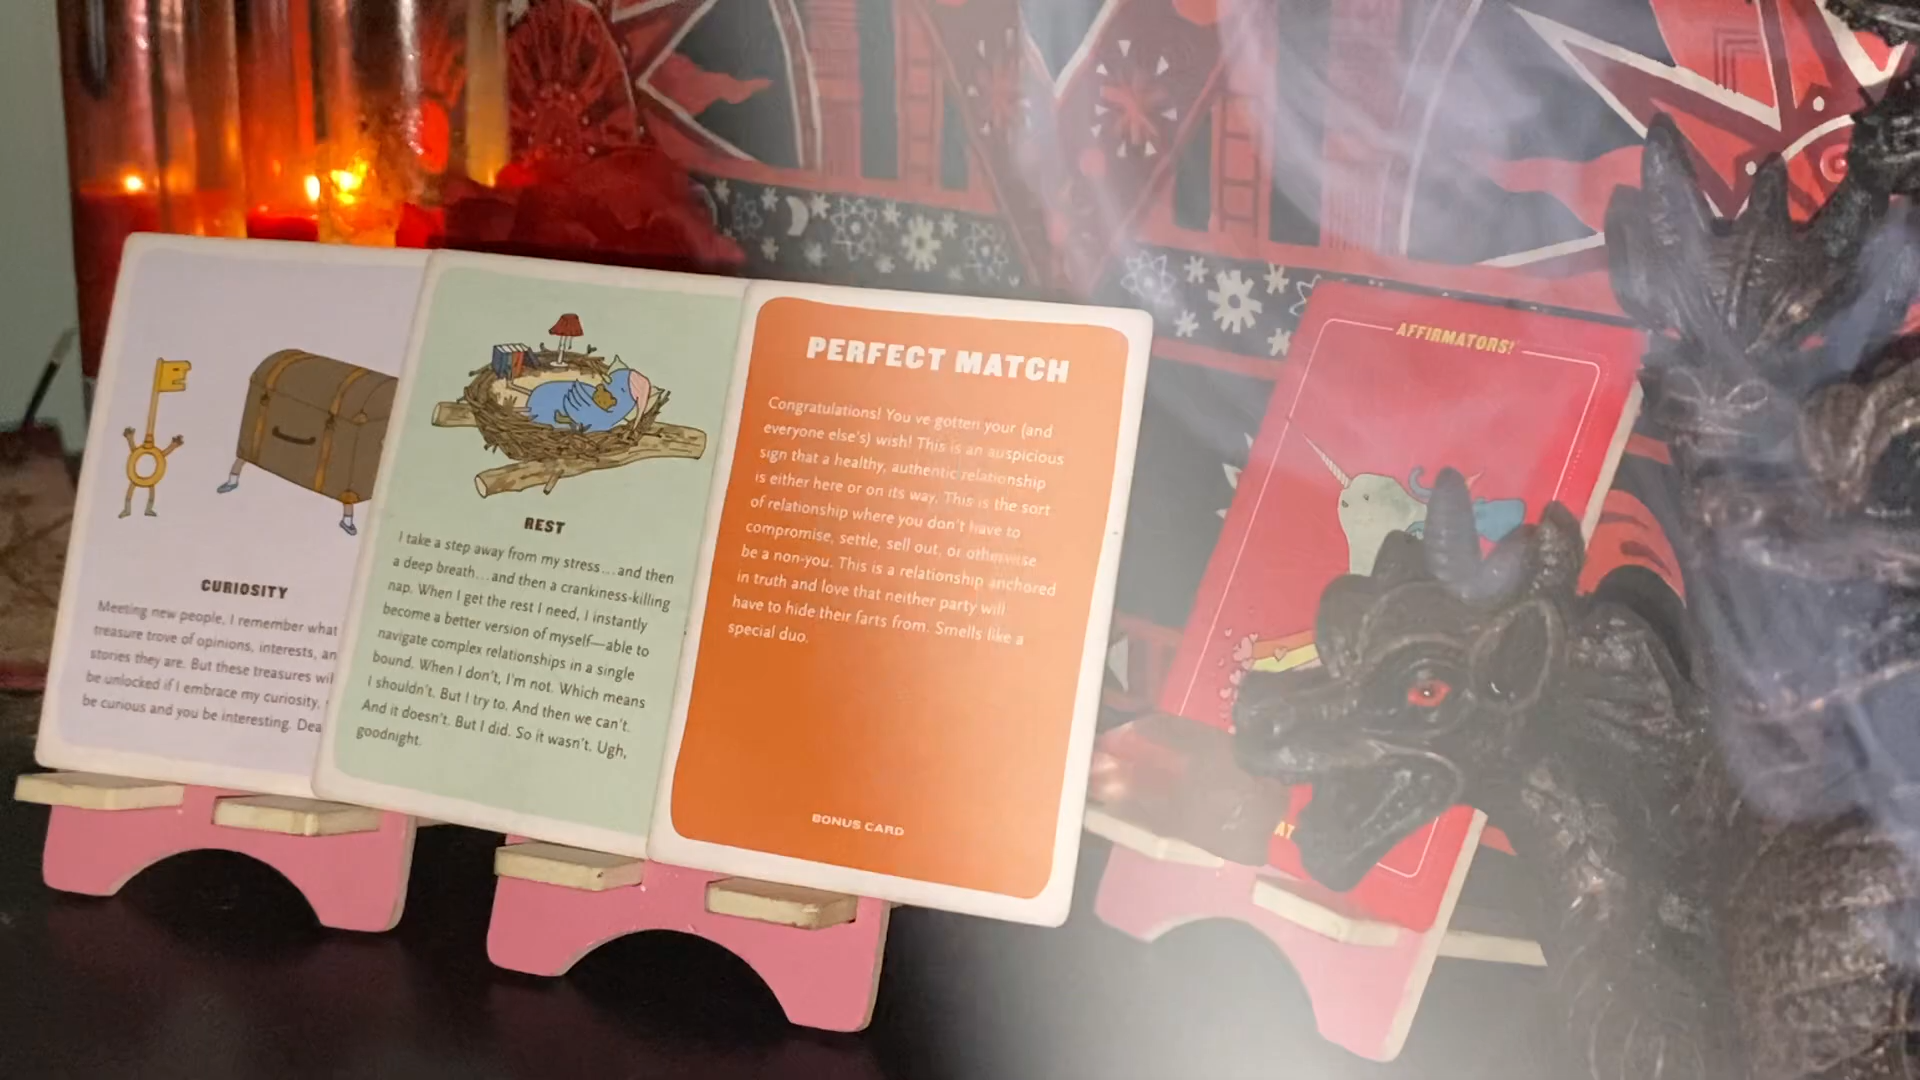 CURIOSITY
Meeting new people, I remember what
treasure trove of opinions, interests, an
stories they are. But these treasures wil
be unlocked if I embrace my curiosity,
be curious and you be interesting. Dea
REST
I take a step away from my stress...and then
a deep breath...and then a crankiness-killing
nap. When I get the rest I need, I instantly
become a better version of myself—able to
navigate complex relationships in a single
bound. When I don't, I'm not. Which means
I shouldn't. But I try to. And then we can't.
And it doesn't. But I did. So it wasn't. Ugh,
goodnight.
PERFECT MATCH
Congratulations! You ve gotten your (and
everyone else's) wish! This is an auspicious
sign that a healthy, authentic relationship
is either here or on its way. This is the sort
of relationship where you don't have to
compromise, settle, sell out, or otherwise
be a non-you. This is a relationship anchored
in truth and love that neither party will
have to hide their farts from. Smells like a
special duo.
BONUS CARD
AFFIRMATORS!
AT